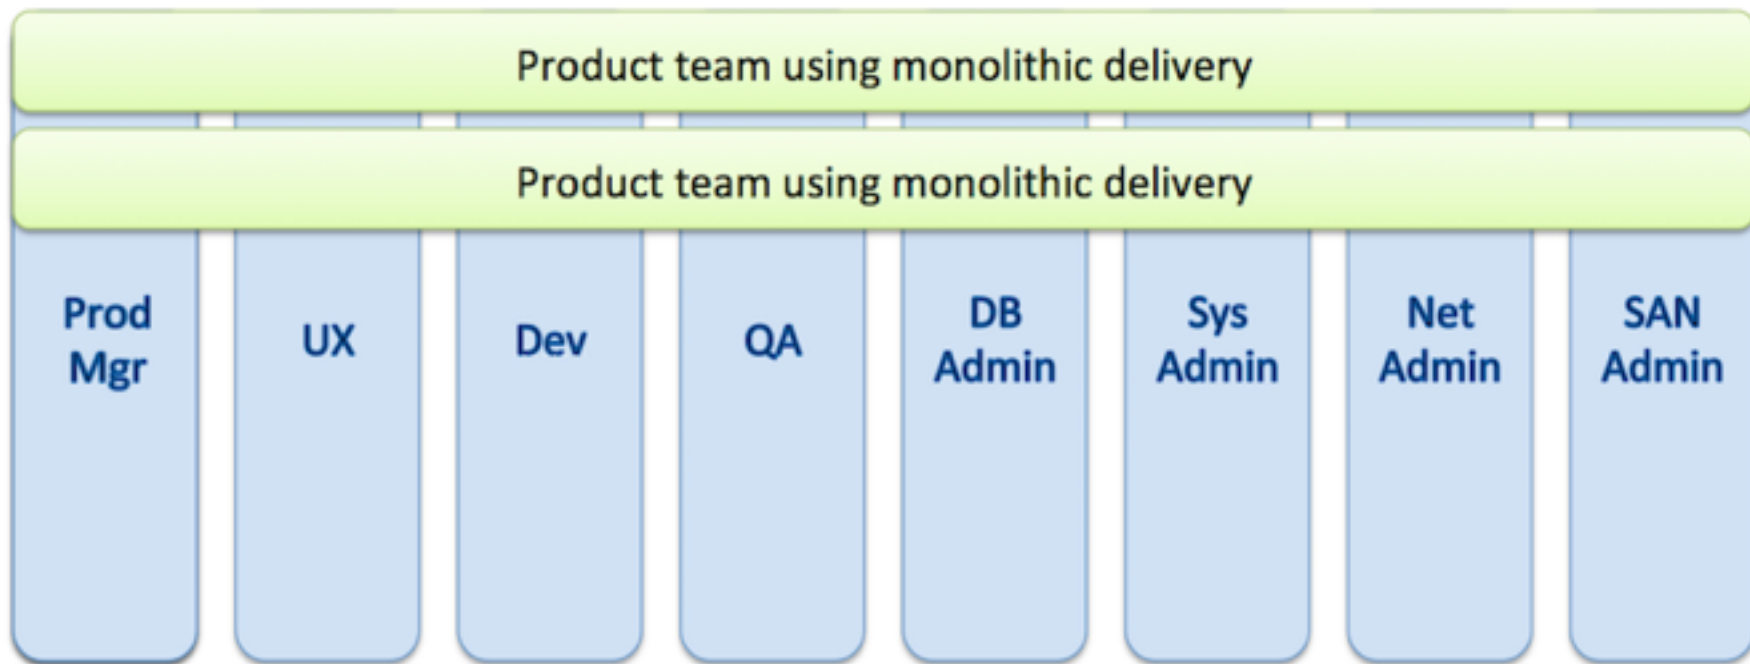 Product team using monolithic delivery
Product team using monolithic delivery
Prod
Mgr
UX
Dev
QA
DB
Admin
Sys
Admin
Net
Admin
SAN
Admin